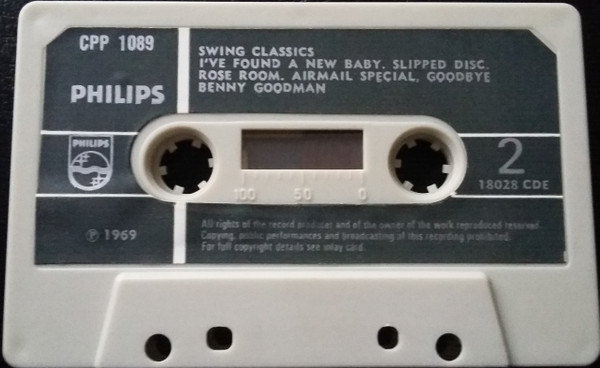 CPP 1089
PHILIPS
SWING CLASSICS
I'VE FOUND A NEW BABY. SLIPPED DISC.
ROSE ROOM. AIRMAIL SPECIAL, GOODBYE
BENNY GOODMAN
PHILIPS
100 50 0
2
18028 CDE
Ⓟ 1969
All rights of the record producer and of the owner of the work reproduced reserved.
Copying, public performances and broadcasting of this recording prohibited.
For full copyright details see inlay card.